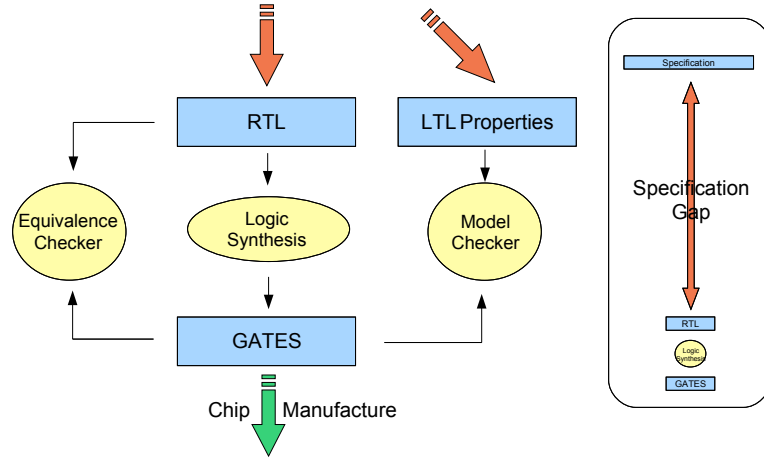 RTL
LTL Properties
Equivalence
Checker
Logic
Synthesis
Model
Checker
GATES
Chip Manufacture
Specification
Specification
Gap
RTL
Logic
Synthesis
GATES